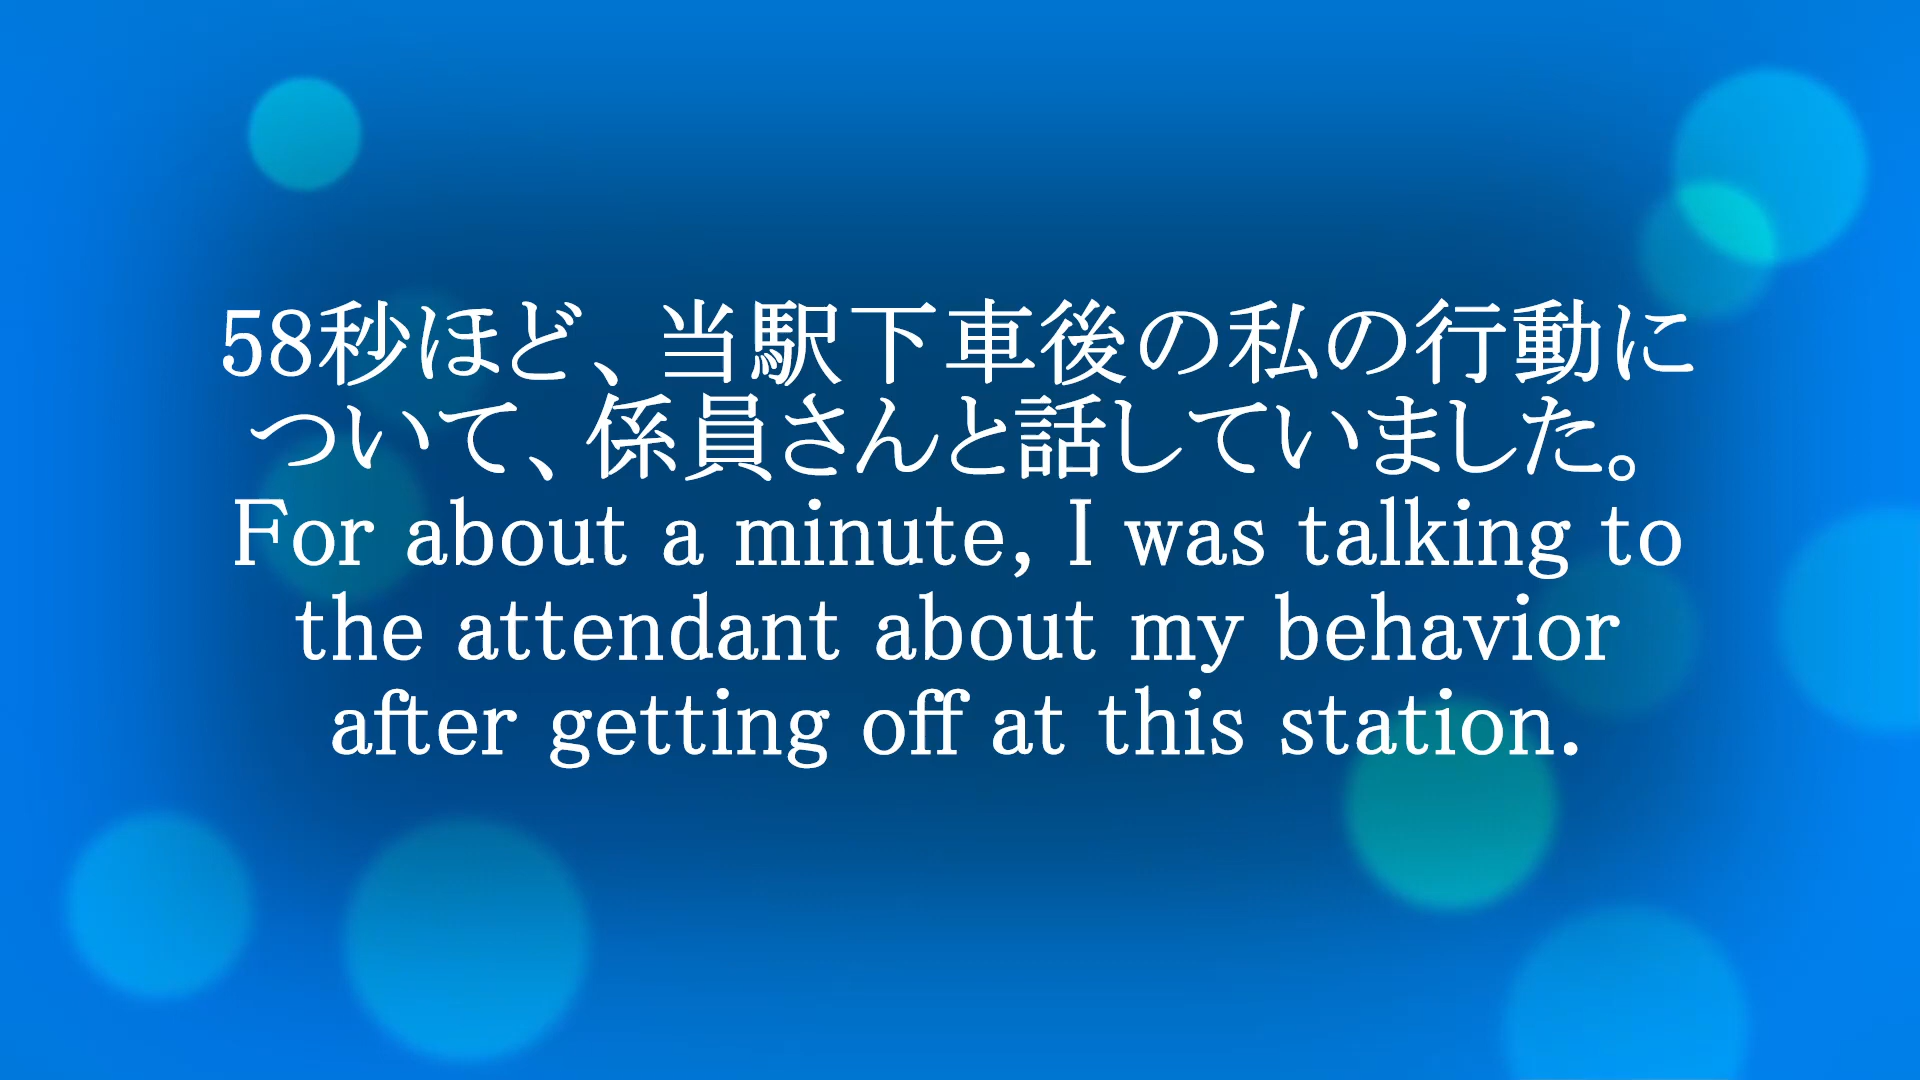 58秒ほど、当駅下車後の私の行動に
ついて、係員さんと話していました。
For about a minute, I was talking to
the attendant about my behavior
after getting off at this station.